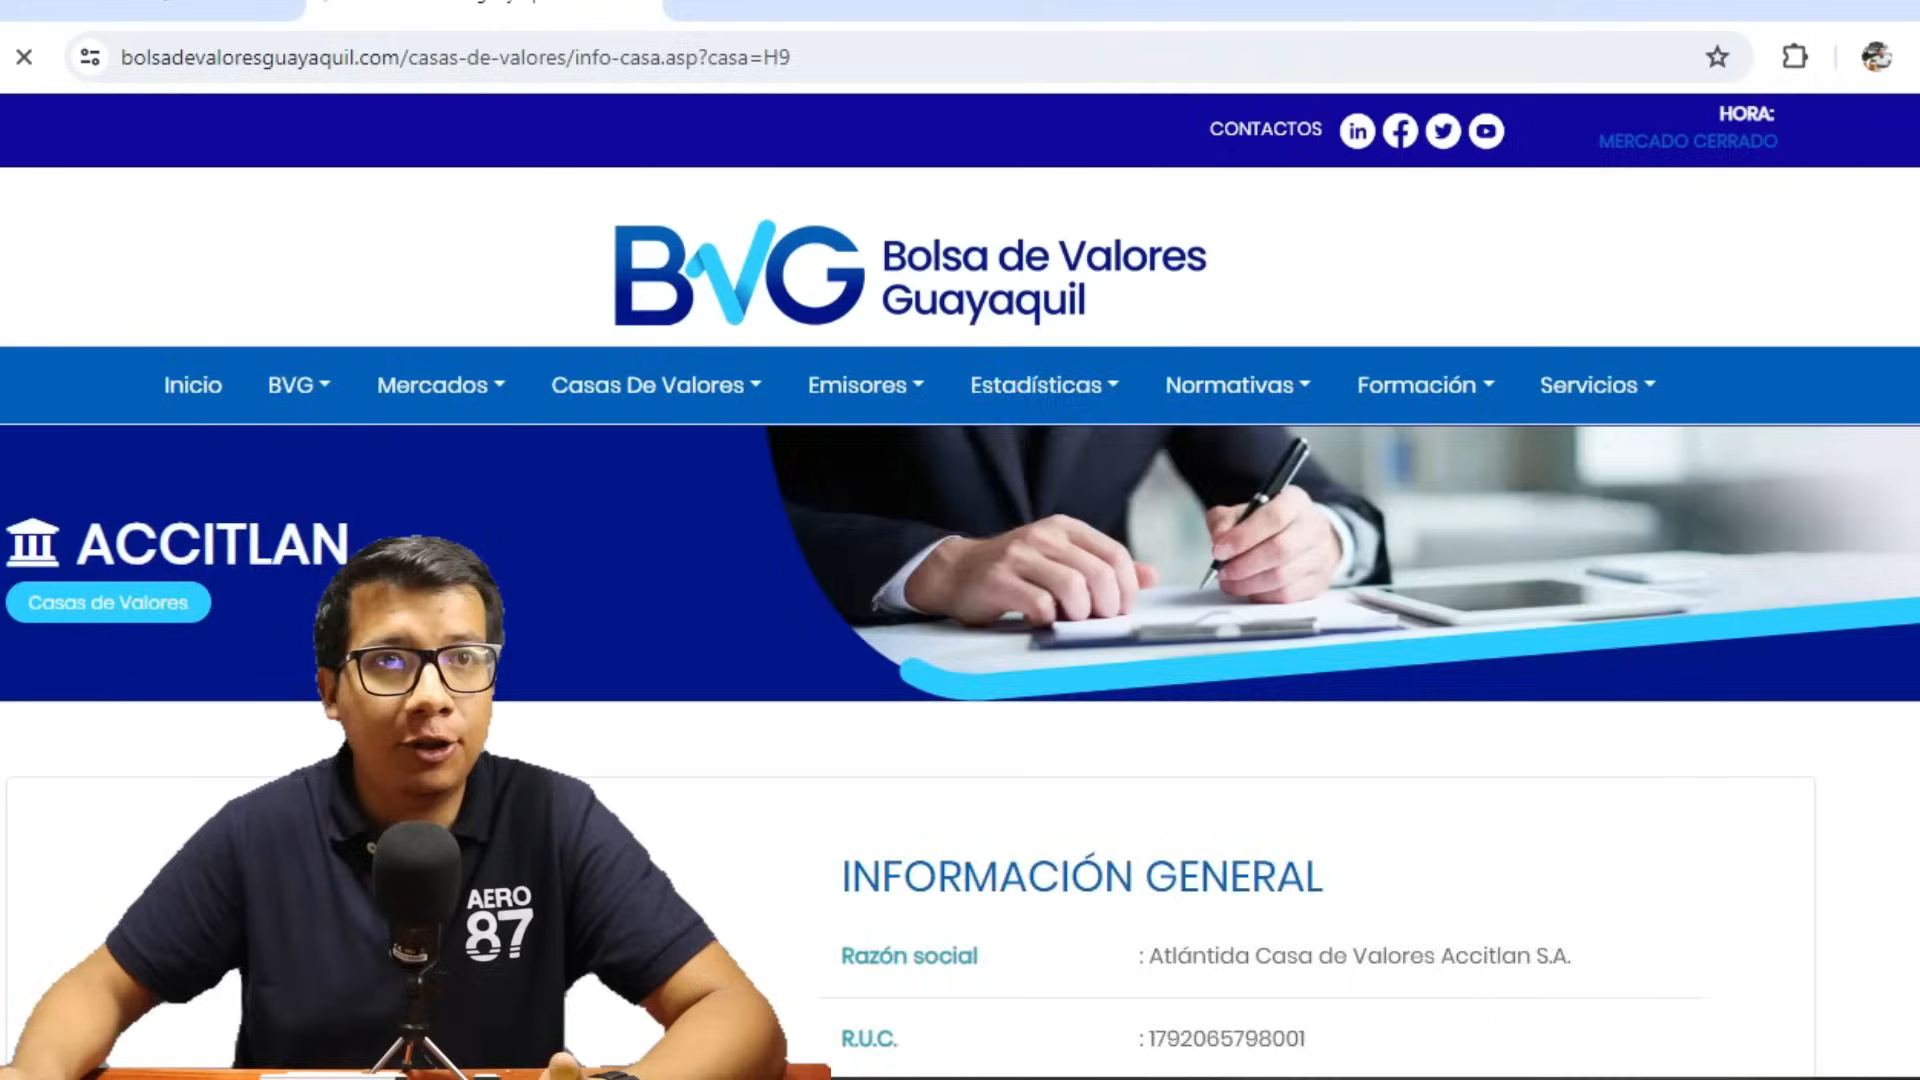 bolsadevaloresguayaquil.com/casas-de-valores/info-casa.asp?casa=H9
CONTACTOS
HORA:
MERCADO CERRADO
BVG Bolsa de Valores
Guayaquil
Inicio BVG Mercados Casas De Valores Emisores Estadísticas Normativas Formación Servicios
ACCITLAN
Casas de Valores
INFORMACIÓN GENERAL
Razón social : Atlántida Casa de Valores Accitlan S.A.
R.U.C. : 1792065798001
AERO
87